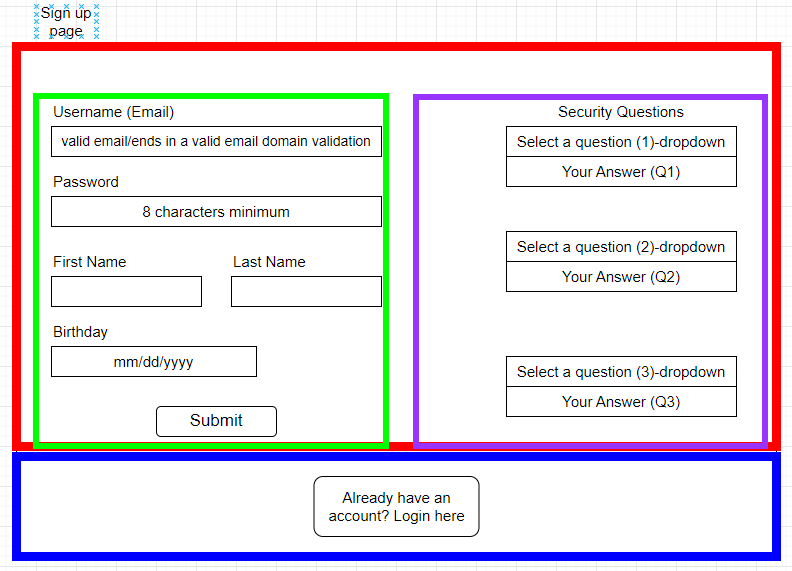 Sign up
page
Username (Email)
valid email/ends in a valid email domain validation
Password
8 characters minimum
First Name
Last Name
Birthday
mm/dd/yyyy
Submit
Security Questions
Select a question (1)-dropdown
Your Answer (Q1)
Select a question (2)-dropdown
Your Answer (Q2)
Select a question (3)-dropdown
Your Answer (Q3)
Already have an
account? Login here